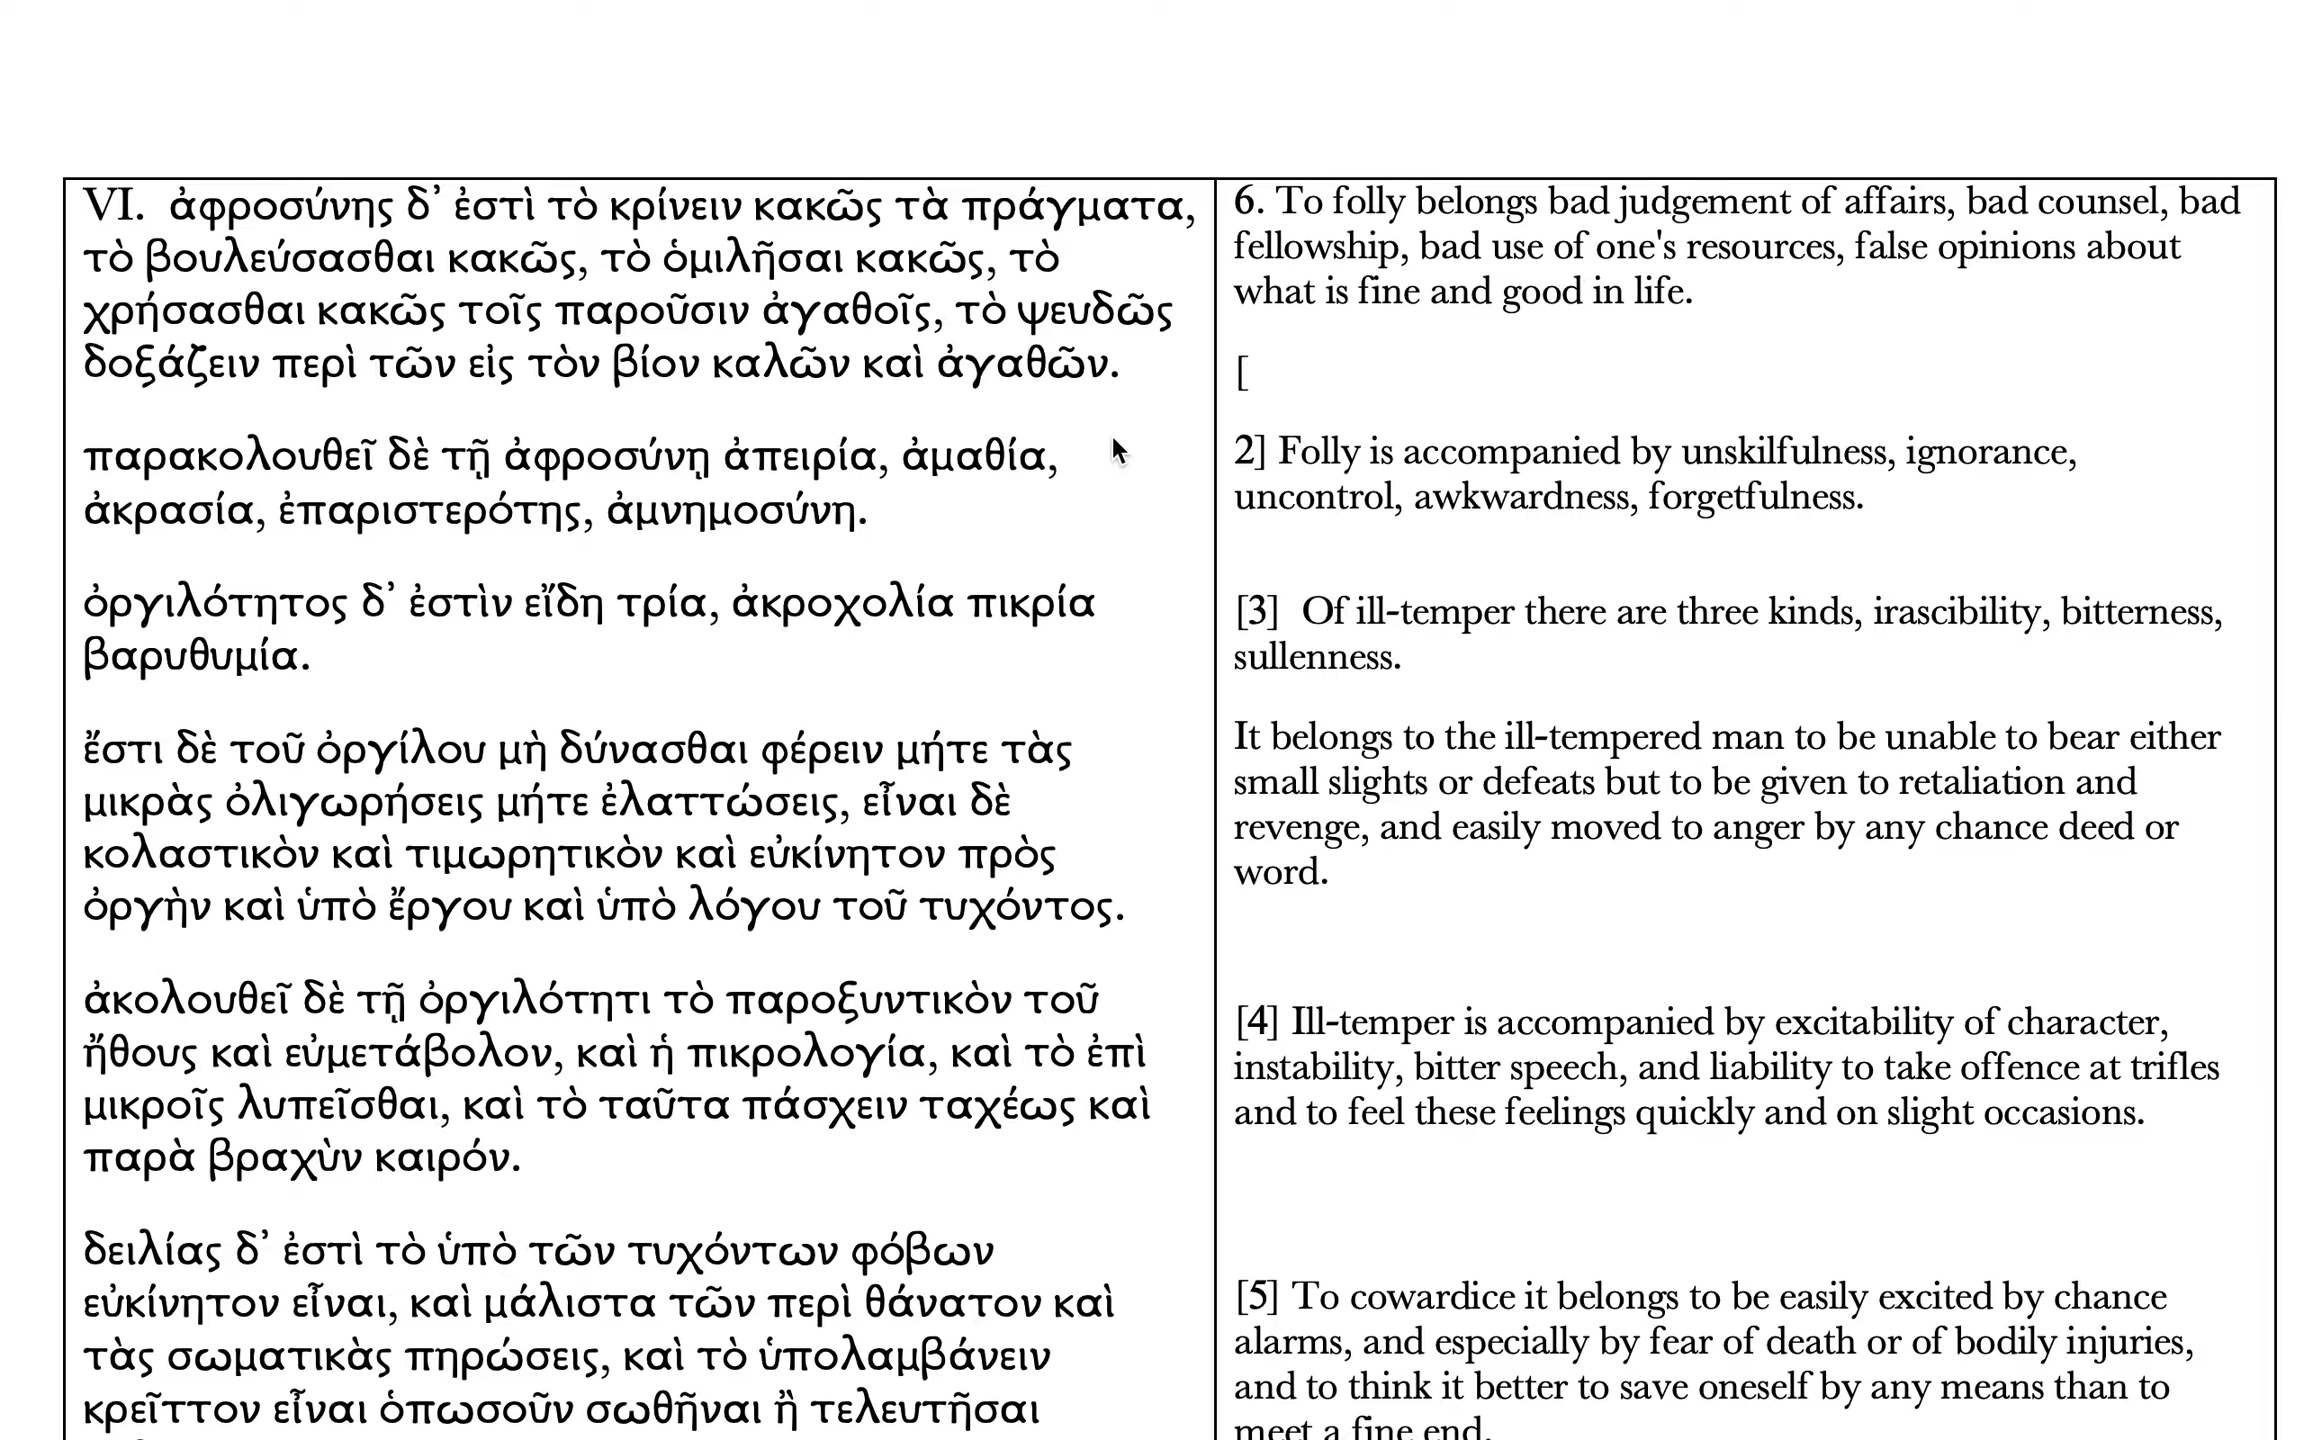 VI. ἀφροσύνης δ᾽ ἐστὶ τὸ κρίνειν κακῶς τὰ πράγματα,
τὸ βουλεύσασθαι κακῶς, τὸ ὁμιλῆσαι κακῶς, τὸ
χρήσασθαι κακῶς τοῖς παροῦσιν ἀγαθοῖς, τὸ ψευδῶς
δοξάζειν περὶ τῶν εἰς τὸν βίον καλῶν καὶ ἀγαθῶν.
παρακολουθεῖ δὲ τῇ ἀφροσύνῃ ἀπειρία, ἀμαθία,
ἀκρασία, ἐπαριστερότης, ἀμνημοσύνη.
ὀργιλότητος δ᾽ ἐστὶν εἴδη τρία, ἀκροχολία πικρία
βαρυθυμία.
ἔστι δὲ τοῦ ὀργίλου μὴ δύνασθαι φέρειν μήτε τὰς
μικρὰς ὀλιγωρήσεις μήτε ἐλαττώσεις, εἶναι δὲ
κολαστικὸν καὶ τιμωρητικὸν καὶ εὐκίνητον πρὸς
ὀργὴν καὶ ὑπὸ ἔργου καὶ ὑπὸ λόγου τοῦ τυχόντος.
ἀκολουθεῖ δὲ τῇ ὀργιλότητι τὸ παροξυντικὸν τοῦ
ἤθους καὶ εὐμετάβολον, καὶ ἡ πικρολογία, καὶ τὸ ἐπὶ
μικροῖς λυπεῖσθαι, καὶ τὸ ταῦτα πάσχειν ταχέως καὶ
παρὰ βραχὺν καιρόν.
δειλίας δ᾽ ἐστὶ τὸ ὑπὸ τῶν τυχόντων φόβων
εὐκίνητον εἶναι, καὶ μάλιστα τῶν περὶ θάνατον καὶ
τὰς σωματικὰς πηρώσεις, καὶ τὸ ὑπολαμβάνειν
κρεῖττον εἶναι ὁπωσοῦν σωθῆναι ἢ τελευτῆσαι
6. To folly belongs bad judgement of affairs, bad counsel, bad
fellowship, bad use of one's resources, false opinions about
what is fine and good in life.
[
2] Folly is accompanied by unskilfulness, ignorance,
uncontrol, awkwardness, forgetfulness.
[3] Of ill-temper there are three kinds, irascibility, bitterness,
sullenness.
It belongs to the ill-tempered man to be unable to bear either
small slights or defeats but to be given to retaliation and
revenge, and easily moved to anger by any chance deed or
word.
[4] Ill-temper is accompanied by excitability of character,
instability, bitter speech, and liability to take offence at trifles
and to feel these feelings quickly and on slight occasions.
[5] To cowardice it belongs to be easily excited by chance
alarms, and especially by fear of death or of bodily injuries,
and to think it better to save oneself by any means than to
meet a fine end.